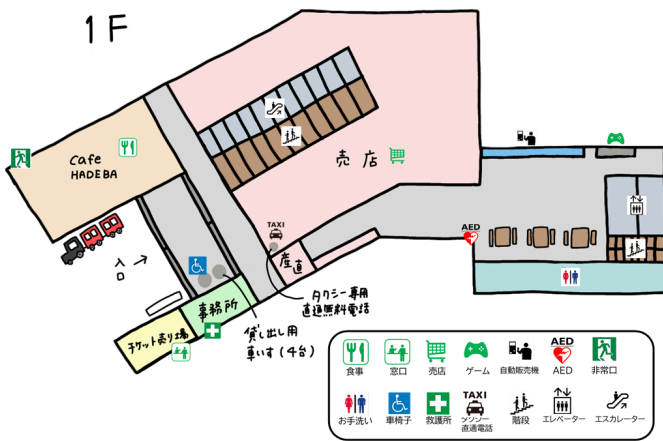 1F
Cafe
HADEBA
売店
TAXI
AED
産直
入口
事務所
タクシー専用
直通無料電話
貸し出し用
車いす(4台)
チケット売り場
食事
窓口
売店
ゲーム
自動販売機
AED
非常口
お手洗い
車椅子
救護所
TAXI
タクシー
直通電話
階段
エレベーター
エスカレーター